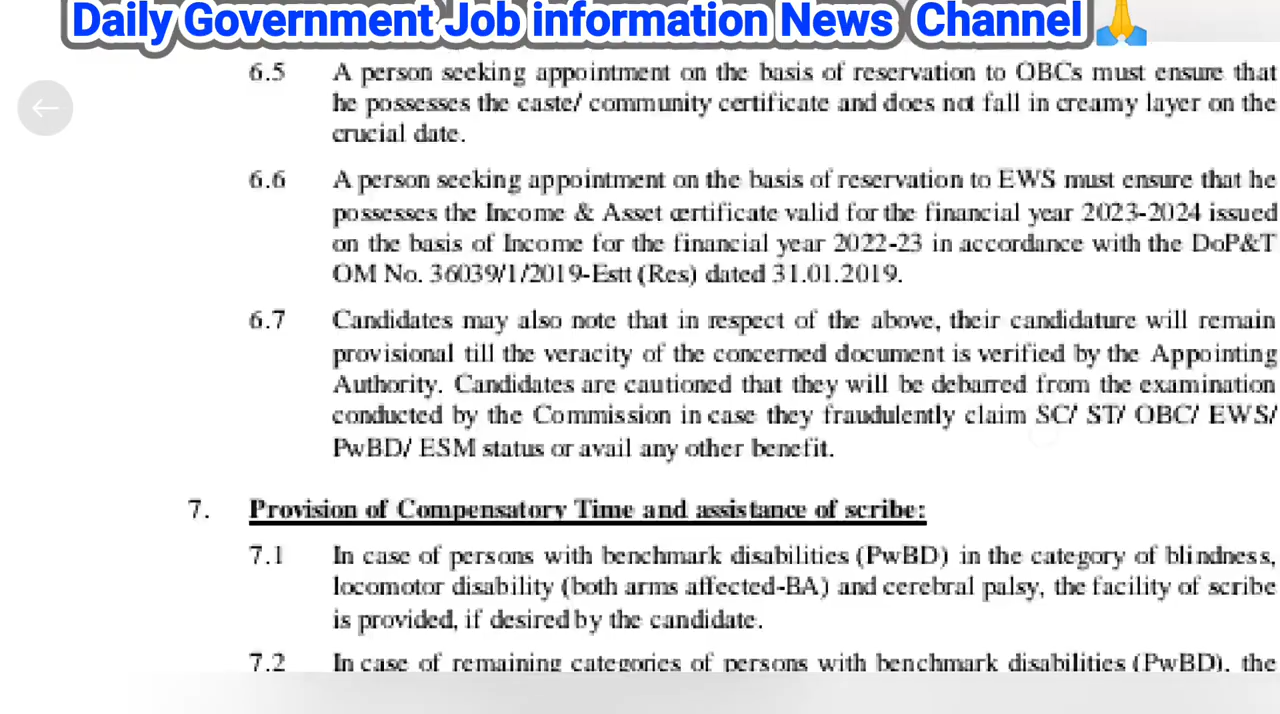 Daily Government Job information News Channel 🙏
6.5 A person seeking appointment on the basis of reservation to OBCs must ensure that
he possesses the caste/ community certificate and does not fall in creamy layer on the
crucial date.
6.6 A person seeking appointment on the basis of reservation to EWS must ensure that he
possesses the Income & Asset certificate valid for the financial year 2023-2024 issued
on the basis of Income for the financial year 2022-23 in accordance with the DoP&T
OM No. 36039/1/2019-Estt (Res) dated 31.01.2019.
6.7 Candidates may also note that in respect of the above, their candidature will remain
provisional till the veracity of the concerned document is verified by the Appointing
Authority. Candidates are cautioned that they will be debarred from the examination
conducted by the Commission in case they fraudulently claim SC/ ST/ OBC/ EWS/
PwBD/ ESM status or avail any other benefit.
7. Provision of Compensatory Time and assistance of scribe:
7.1 In case of persons with benchmark disabilities (PwBD) in the category of blindness,
locomotor disability (both arms affected-BA) and cerebral palsy, the facility of scribe
is provided, if desired by the candidate.
7.2 In case of remaining categories of persons with benchmark disabilities (PwBD), the